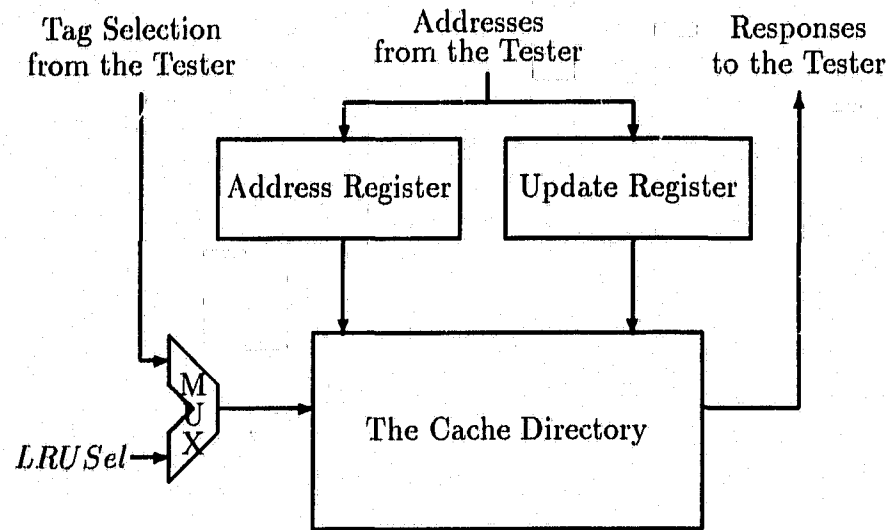 Tag Selection
from the Tester
Addresses
from the Tester
Responses
to the Tester
Address Register
Update Register
M
U
X
LRUSel
The Cache Directory